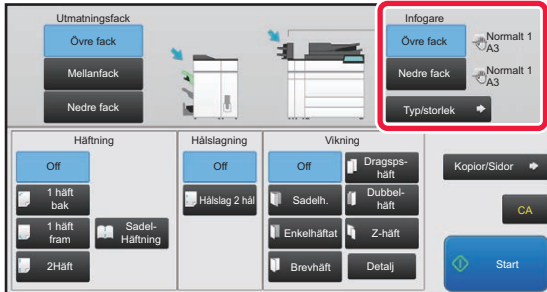 Utmatningsfack
Övre fack
Mellanfack
Nedre fack
Infogare
Övre fack
Normalt 1
A3
Nedre fack
Normalt 1
A3
Typ/storlek
Häftning
Off
1 häft
bak
1 häft
fram
2Häft
Sadel-
Häftning
Hålslagning
Off
Hålslag 2 hål
Vikning
Off
Sadelh.
Enkelhäftat
Brevhäft
Dragsps-
häft
Dubbel-
häft
Z-häft
Detalj
Kopior/Sidor
CA
Start